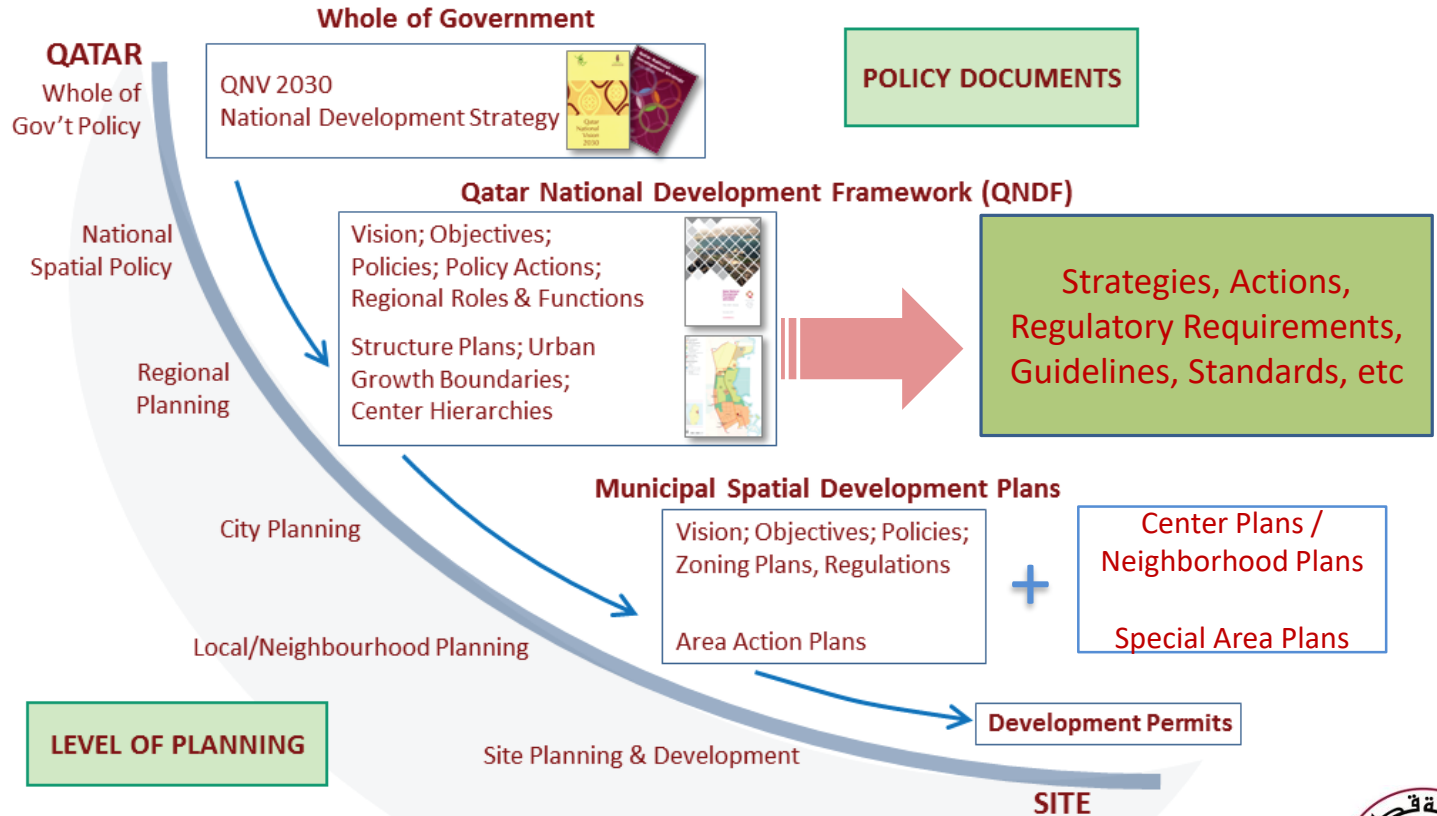 Whole of Government
QATAR
Whole of
Gov't Policy
QNV 2030
National Development Strategy
Qatar
National
Vision
2030
POLICY DOCUMENTS
Qatar National Development Framework (QNDF)
National
Spatial Policy
Vision; Objectives;
Policies; Policy Actions;
Regional Roles & Functions
Structure Plans; Urban
Growth Boundaries;
Center Hierarchies
Strategies, Actions,
Regulatory Requirements,
Guidelines, Standards, etc
Regional
Planning
Municipal Spatial Development Plans
City Planning
Vision; Objectives; Policies;
Zoning Plans, Regulations
Area Action Plans
+
Center Plans /
Neighborhood Plans
Special Area Plans
Local/Neighbourhood Planning
Development Permits
LEVEL OF PLANNING
Site Planning & Development
SITE